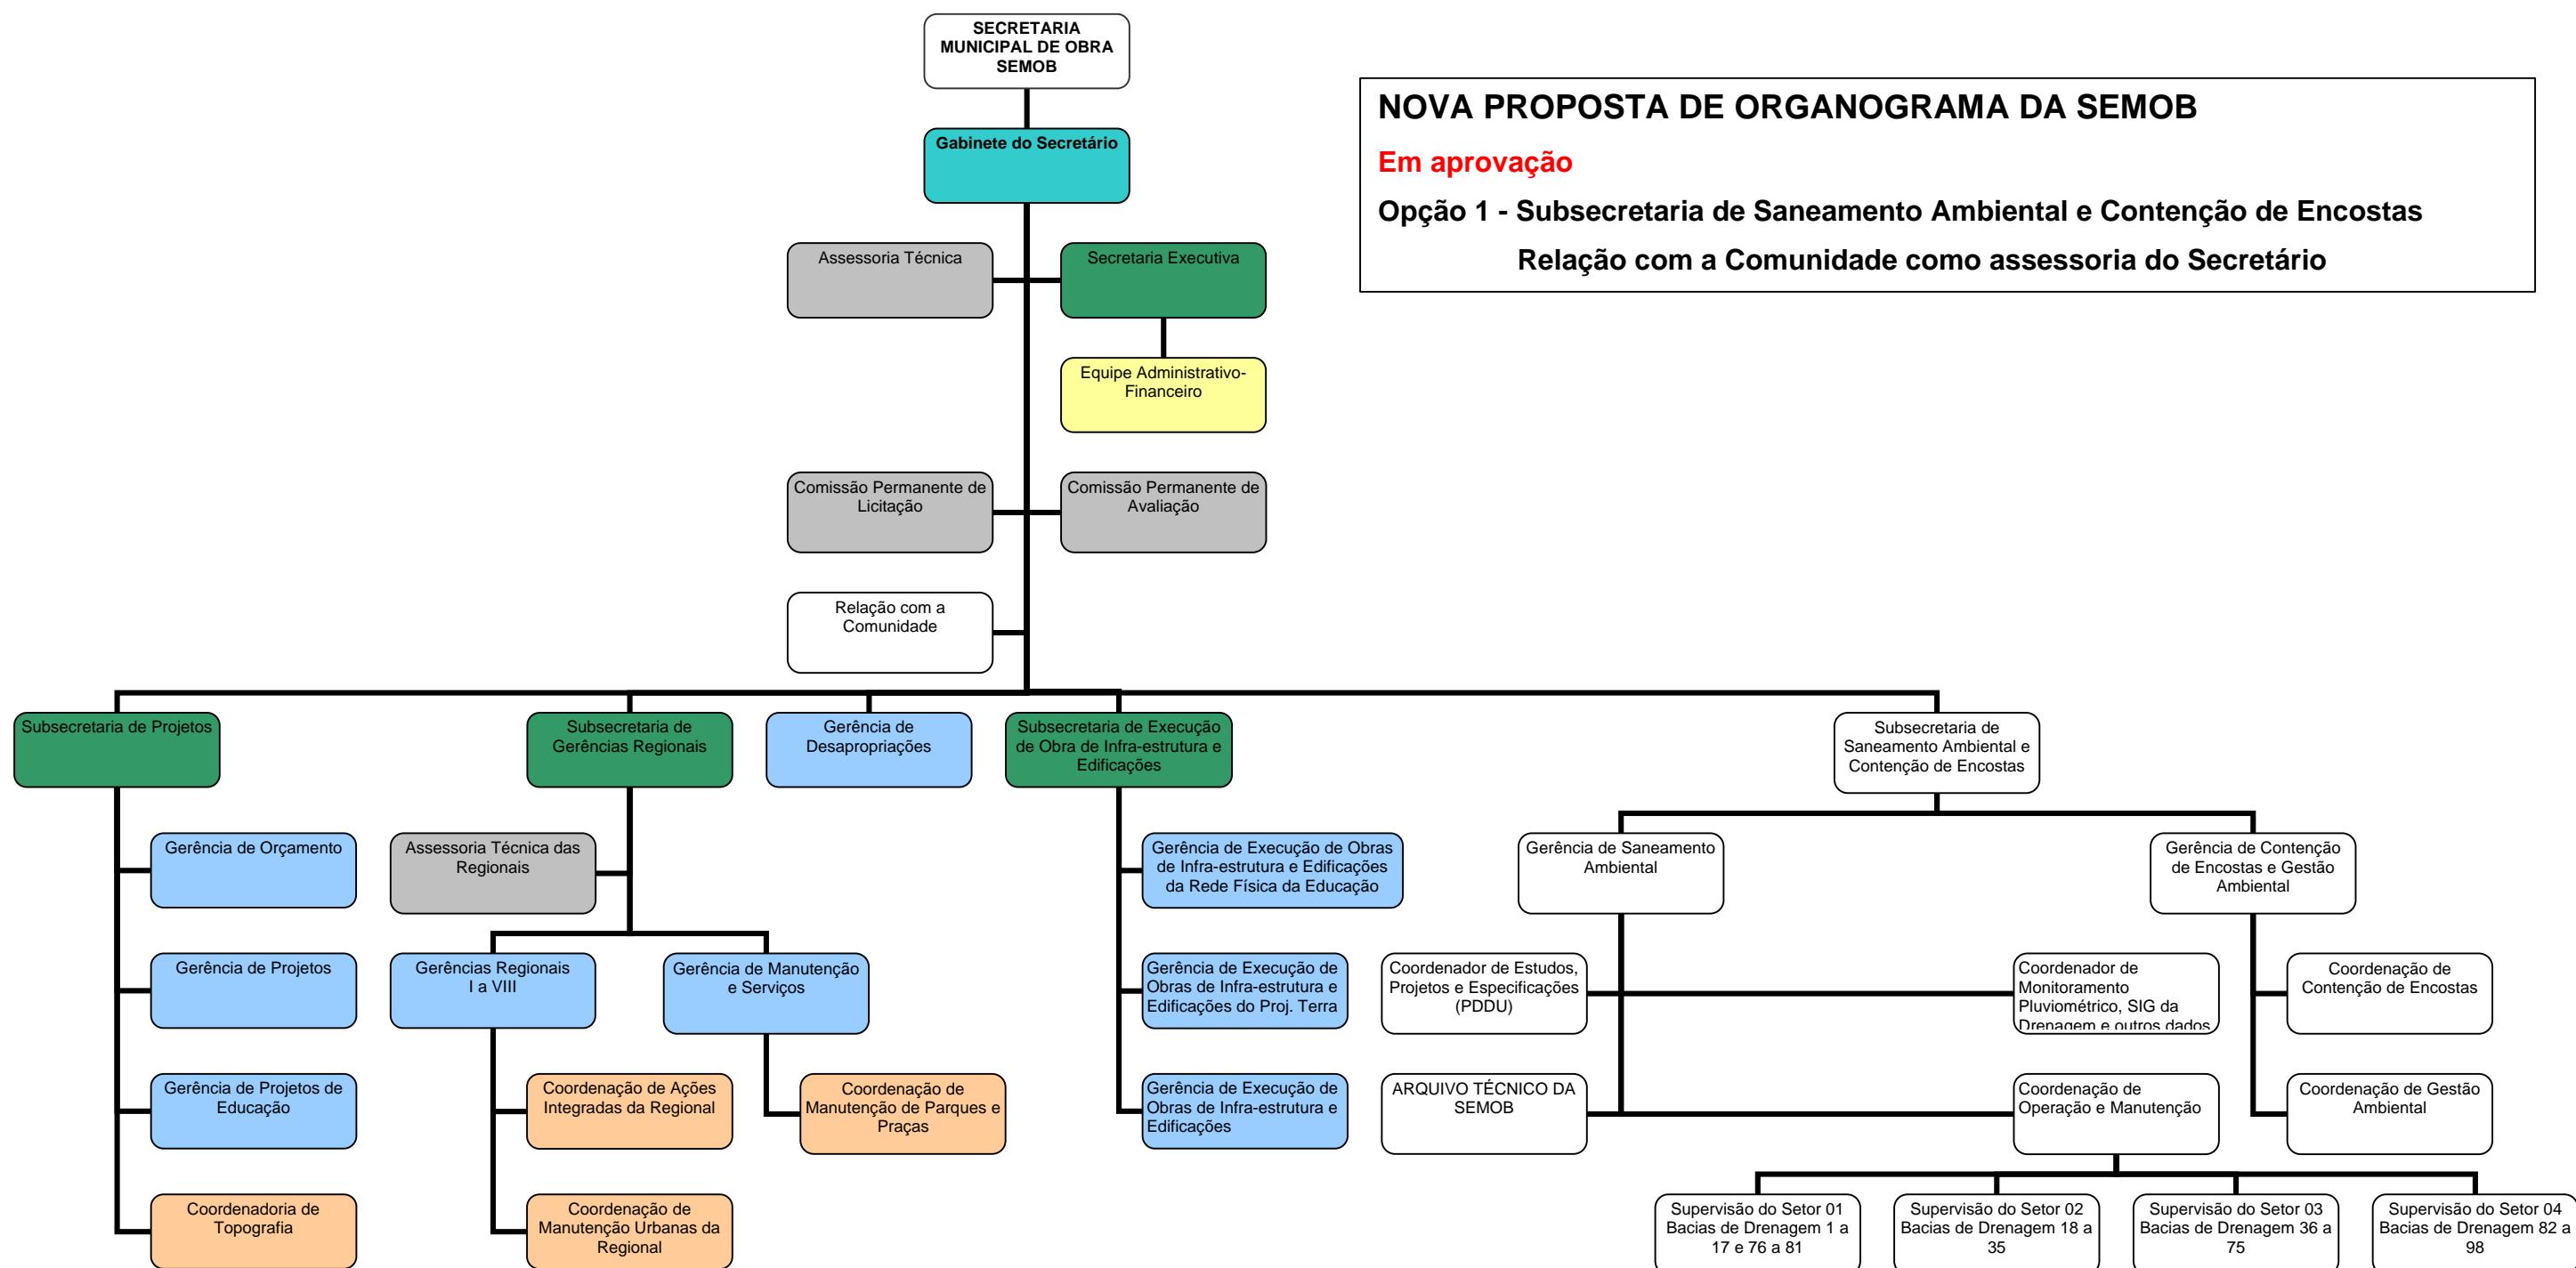 SECRETARIA
MUNICIPAL DE OBRA
SEMOB
NOVA PROPOSTA DE ORGANOGRAMA DA SEMOB
Em aprovação
Opção 1 - Subsecretaria de Saneamento Ambiental e Contenção de Encostas
Relação com a Comunidade como assessoria do Secretário
Gabinete do Secretário
Assessoria Técnica
Secretaria Executiva
Equipe Administrativo-
Financeiro
Comissão Permanente de
Licitação
Comissão Permanente de
Avaliação
Relação com a
Comunidade
Subsecretaria de Projetos
Subsecretaria de
Gerências Regionais
Gerência de
Desapropriações
Subsecretaria de Execução
de Obra de Infra-estrutura e
Edificações
Subsecretaria de
Saneamento Ambiental e
Contenção de Encostas
Gerência de Orçamento
Assessoria Técnica das
Regionais
Gerência de Execução de Obras
de Infra-estrutura e Edificações
da Rede Física da Educação
Gerência de Saneamento
Ambiental
Gerência de Contenção
de Encostas e Gestão
Ambiental
Gerência de Projetos
Gerências Regionais
I a VIII
Gerência de Manutenção
e Serviços
Gerência de Execução de
Obras de Infra-estrutura e
Edificações do Proj. Terra
Coordenador de Estudos,
Projetos e Especificações
(PDDU)
Coordenador de
Monitoramento
Pluviométrico, SIG da
Drenagem e outros dados
Coordenação de
Contenção de Encostas
Gerência de Projetos de
Educação
Coordenação de Ações
Integradas da Regional
Coordenação de
Manutenção de Parques e
Praças
Gerência de Execução de
Obras de Infra-estrutura e
Edificações
ARQUIVO TÉCNICO DA
SEMOB
Coordenação de
Operação e Manutenção
Coordenação de Gestão
Ambiental
Coordenadoria de
Topografia
Coordenação de
Manutenção Urbanas da
Regional
Supervisão do Setor 01
Bacias de Drenagem 1 a
17 e 76 a 81
Supervisão do Setor 02
Bacias de Drenagem 18 a
35
Supervisão do Setor 03
Bacias de Drenagem 36 a
75
Supervisão do Setor 04
Bacias de Drenagem 82 a
98